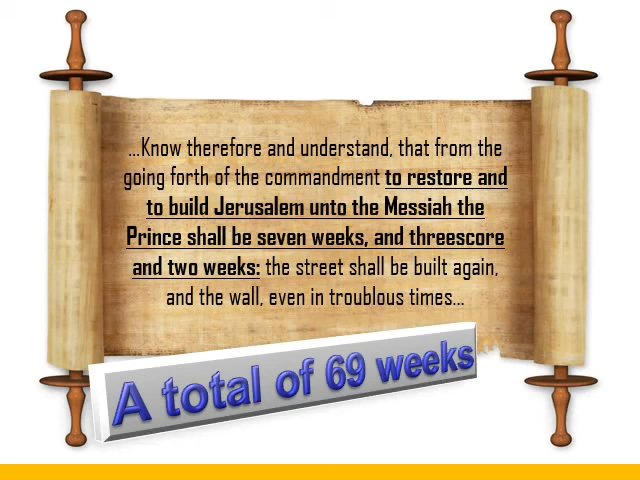 ...Know therefore and understand, that from the
going forth of the commandment to restore and
to build Jerusalem unto the Messiah the
Prince shall be seven weeks, and threescore
and two weeks: the street shall be built again,
and the wall, even in troublous times...
A total of 69 weeks